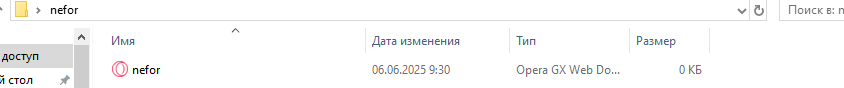 nefor
Поиск в: n
Имя Дата изменения Тип Размер
доступ
nefor 06.06.2025 9:30 Opera GX Web Do... 0 КБ
й стол